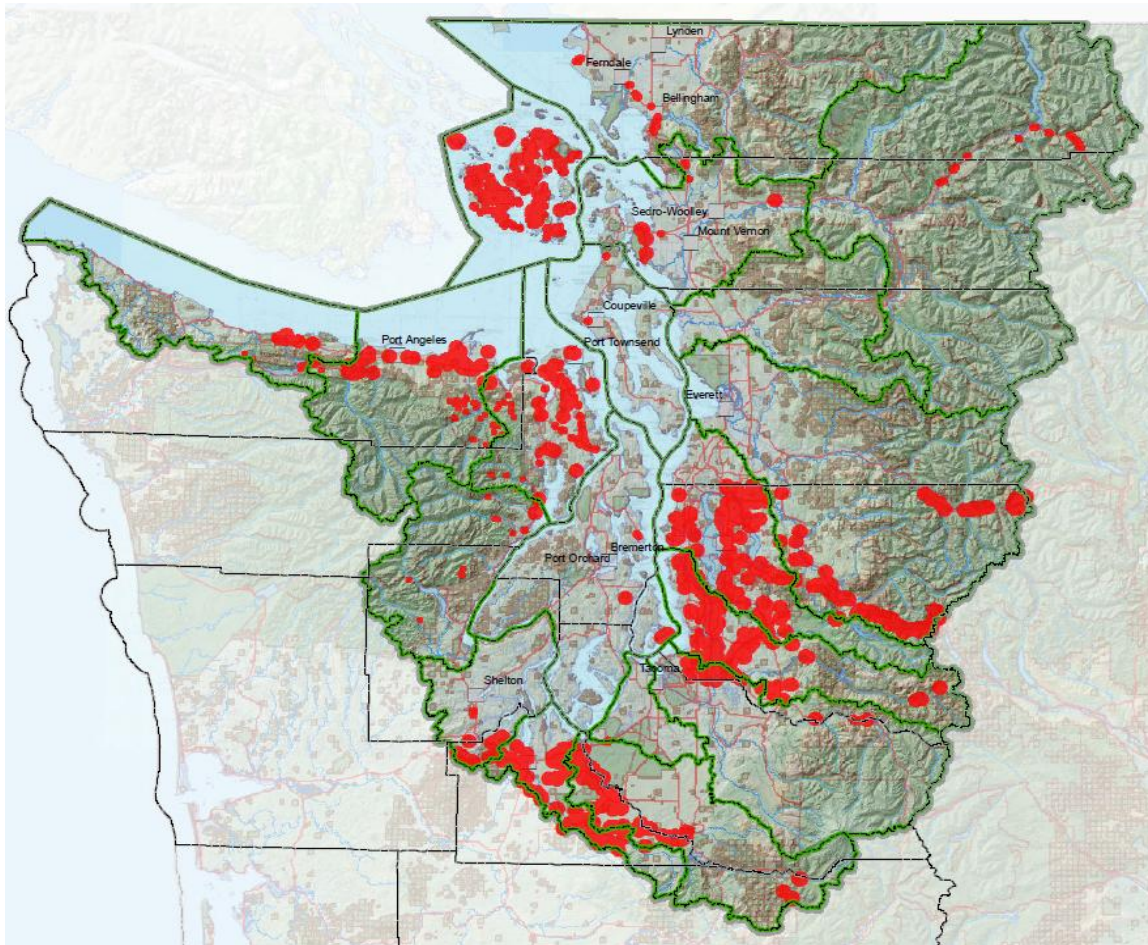 Lynden
Ferndale
Bellingham
Sedro-Woolley
Mount Vernon
Coupeville
Port Angeles
Port Townsend
Everett
Bremerton
Port Orchard
Tacoma
Shelton